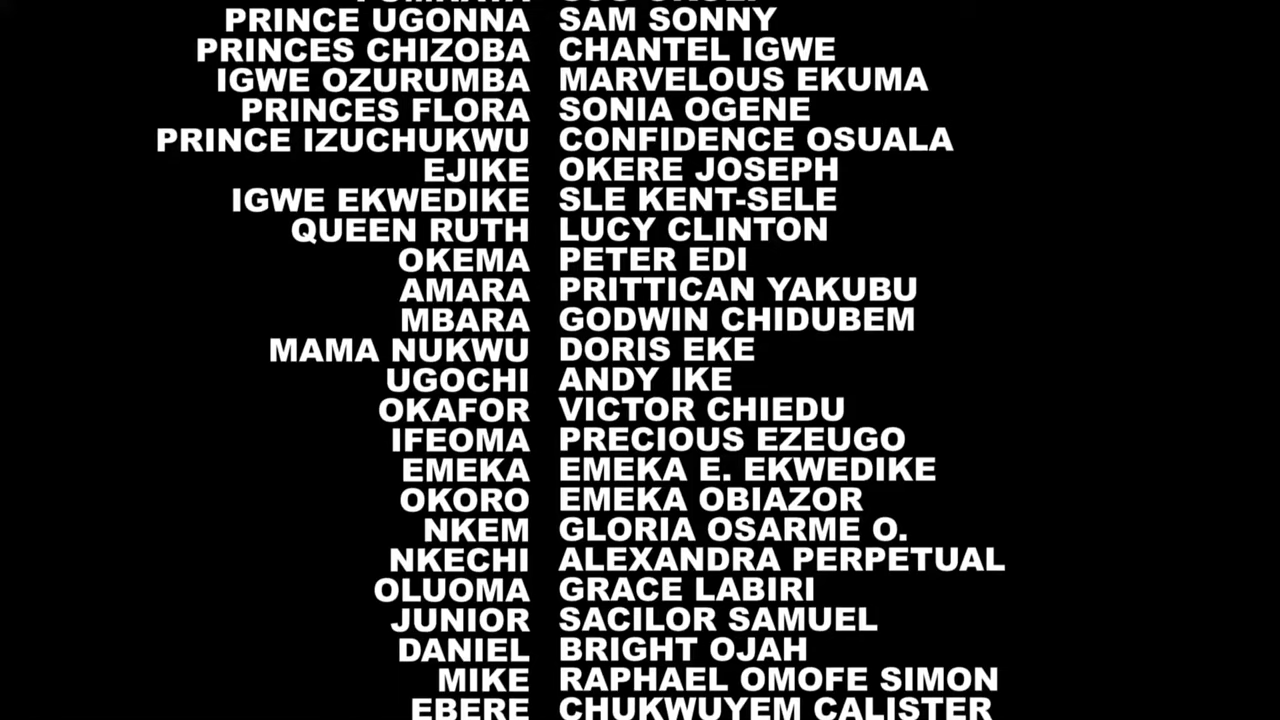 PRINCE UGONNA SAM SONNY
PRINCES CHIZOBA CHANTEL IGWE
IGWE OZURUMBA MARVELOUS EKUMA
PRINCES FLORA SONIA OGENE
PRINCE IZUCHUKWU CONFIDENCE OSUALA
EJIKE OKERE JOSEPH
IGWE EKWEDIKE SLE KENT-SELE
QUEEN RUTH LUCY CLINTON
OKEMA PETER EDI
AMARA PRITTICAN YAKUBU
MBARA GODWIN CHIDUBEM
MAMA NUKWU DORIS EKE
UGOCHI ANDY IKE
OKAFOR VICTOR CHIEDU
IFEOMA PRECIOUS EZEUGO
EMEKA EMEKA E. EKWEDIKE
OKORO EMEKA OBIAZOR
NKEM GLORIA OSARME O.
NKECHI ALEXANDRA PERPETUAL
OLUOMA GRACE LABIRI
JUNIOR SACILOR SAMUEL
DANIEL BRIGHT OJAH
MIKE RAPHAEL OMOFE SIMON
EBERE CHUKWUYEM CALISTER